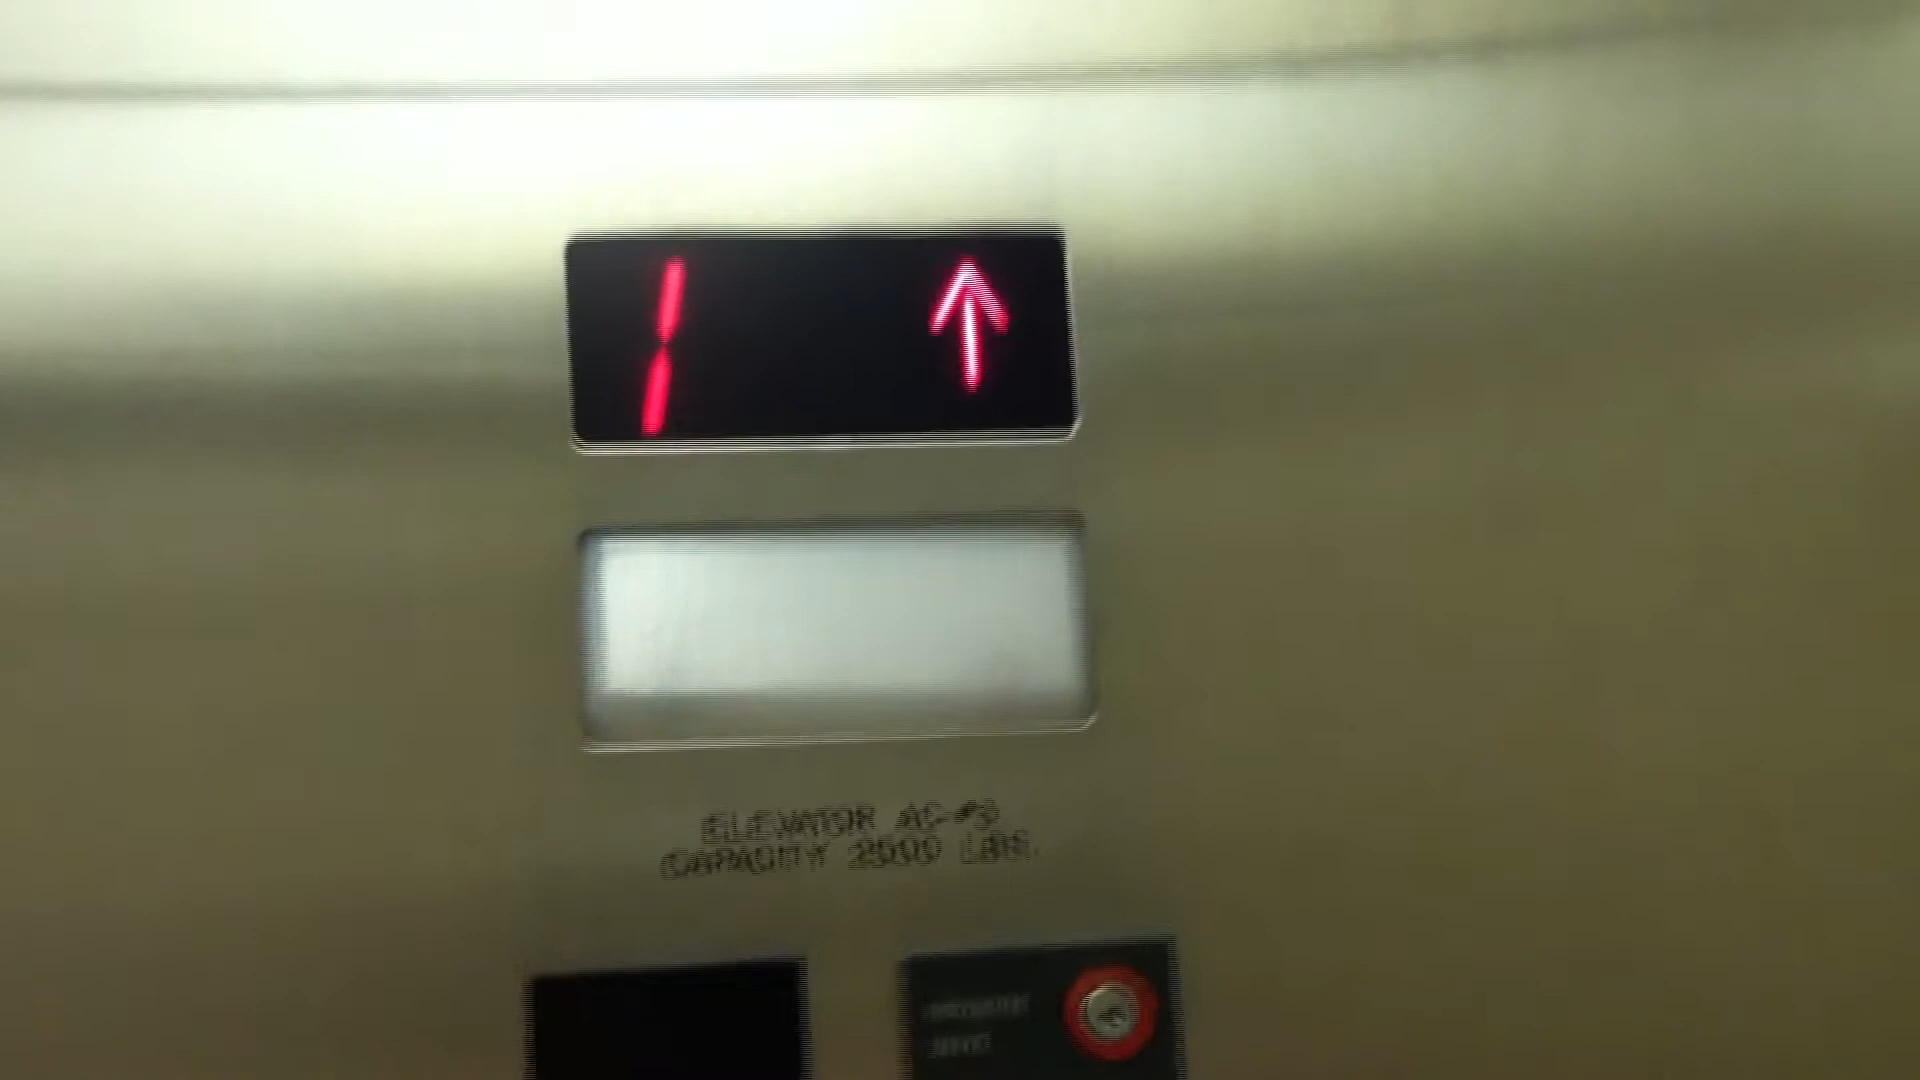 1 ↑
ELEVATOR AC-#3
CAPACITY 2500 LBS.